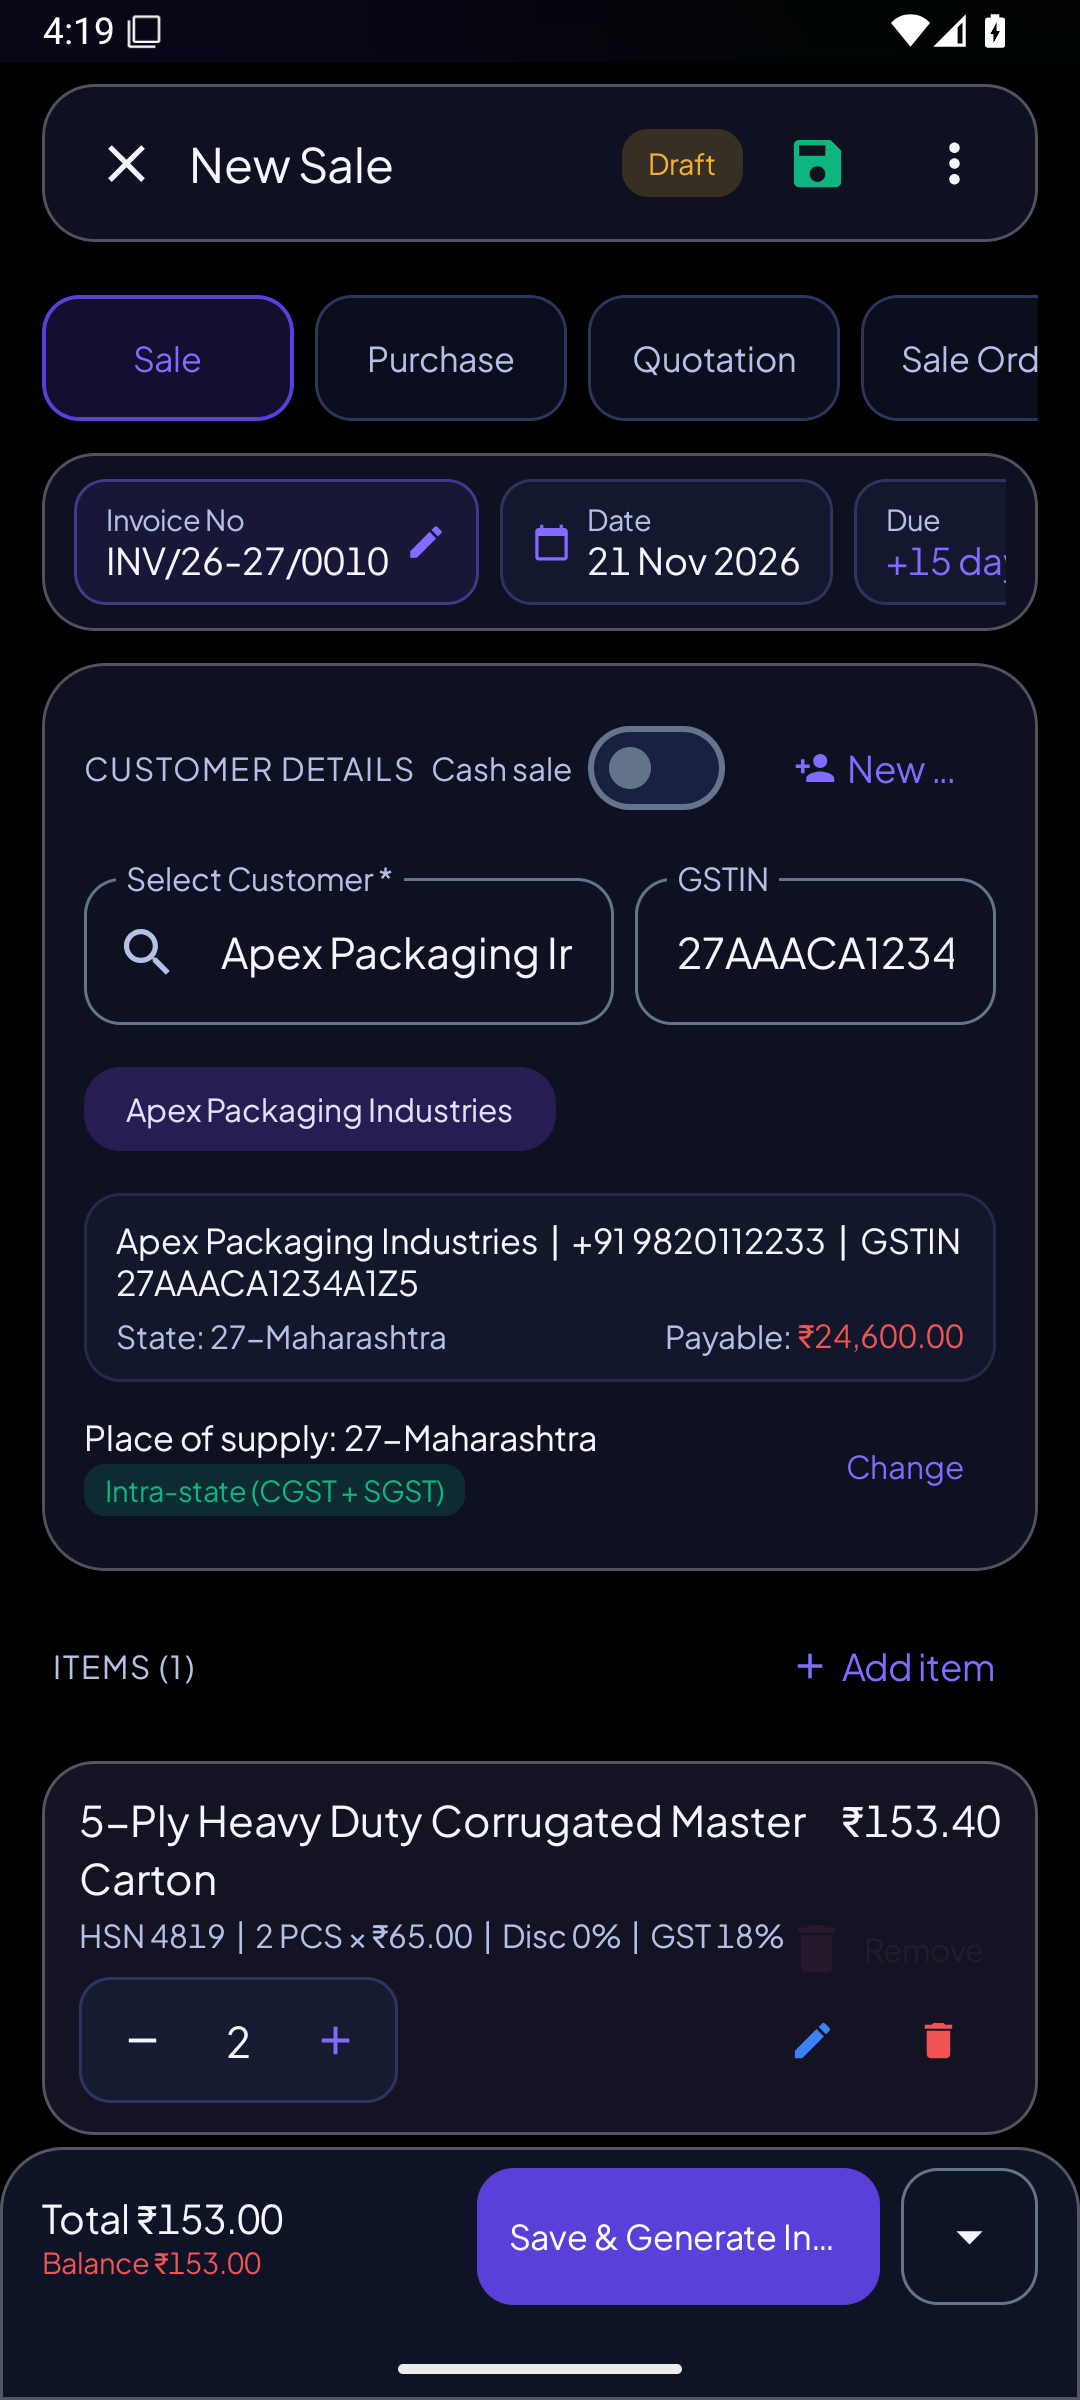 4:19
New Sale
Draft
Sale
Purchase
Quotation
Sale Ord
Invoice No
INV/26-27/0010
Date
21 Nov 2026
Due
+15 day
CUSTOMER DETAILS
Cash sale
New ...
Select Customer *
Apex Packaging Ir
GSTIN
27AAACA1234
Apex Packaging Industries
Apex Packaging Industries | +91 9820112233 | GSTIN
27AAACA1234A1Z5
State: 27-Maharashtra
Payable: ₹24,600.00
Place of supply: 27-Maharashtra
Intra-state (CGST + SGST)
Change
ITEMS (1)
+ Add item
5-Ply Heavy Duty Corrugated Master
Carton
₹153.40
HSN 4819 | 2 PCS × ₹65.00 | Disc 0% | GST 18%
Remove
2
Total ₹153.00
Balance ₹153.00
Save & Generate In...